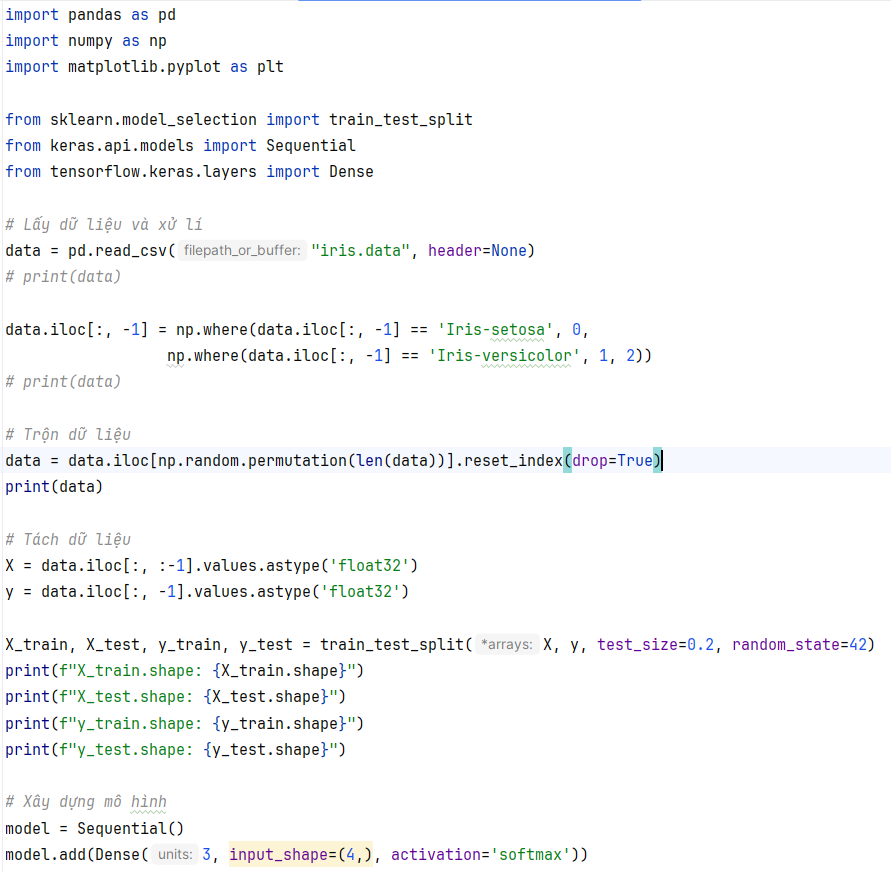 import pandas as pd
import numpy as np
import matplotlib.pyplot as plt
from sklearn.model_selection import train_test_split
from keras.api.models import Sequential
from tensorflow.keras.layers import Dense
# Lấy dữ liệu và xử lí
data = pd.read_csv( filepath_or_buffer: "iris.data", header=None)
# print(data)
data.iloc[:, -1] = np.where(data.iloc[:, -1] == 'Iris-setosa', 0,
np.where(data.iloc[:, -1] == 'Iris-versicolor', 1, 2))
# print(data)
# Trộn dữ liệu
data = data.iloc[np.random.permutation(len(data))].reset_index(drop=True)
print(data)
# Tách dữ liệu
X = data.iloc[:, :-1].values.astype('float32')
y = data.iloc[:, -1].values.astype('float32')
X_train, X_test, y_train, y_test = train_test_split( *arrays: X, y, test_size=0.2, random_state=42)
print(f"X_train.shape: {X_train.shape}")
print(f"X_test.shape: {X_test.shape}")
print(f"y_train.shape: {y_train.shape}")
print(f"y_test.shape: {y_test.shape}")
# Xây dựng mô hình
model = Sequential()
model.add(Dense( units: 3, input_shape=(4,), activation='softmax'))